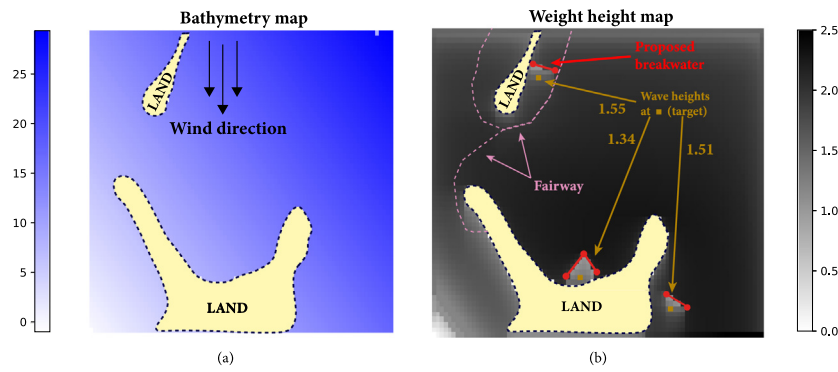 Bathymetry map
25
20
15
10
5
0
LAND
Wind direction
LAND
(a)
Weight height map
Proposed
breakwater
LAND
Wave heights
at ■ (target)
1.55
1.34
1.51
Fairway
LAND
(b)
2.5
2.0
1.5
1.0
0.5
0.0